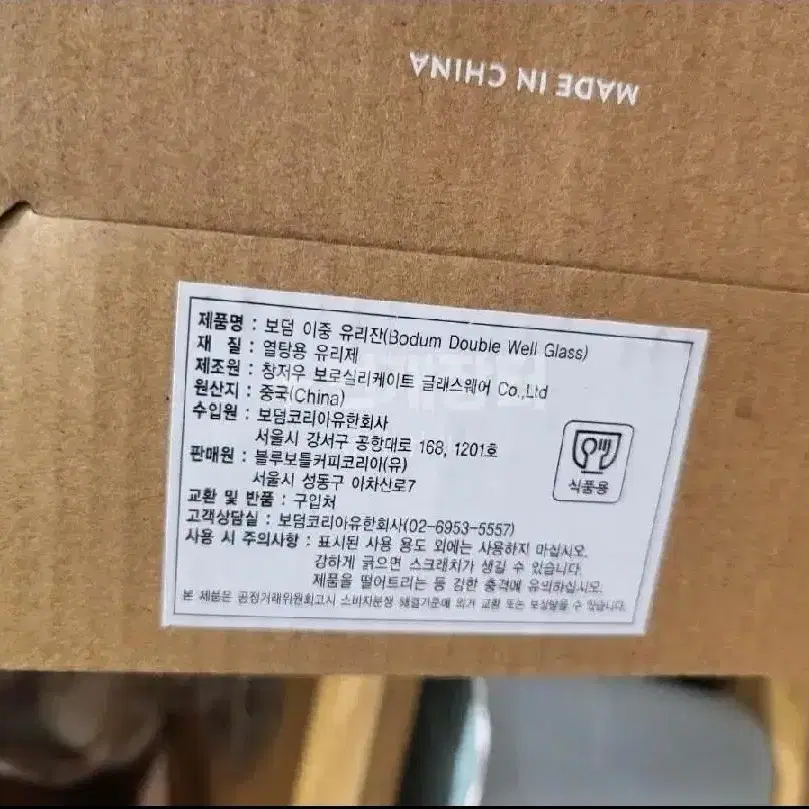 MADE IN CHINA
제품명 : 보덤 이중 유리잔(Bodum Double Well Glass)
재 질 : 열탕용 유리제
제조원 : 창저우 보로실리케이트 글래스웨어 Co.,Ltd
원산지 : 중국(China)
수입원 : 보덤코리아유한회사
서울시 강서구 공항대로 168, 1201호
판매원 : 블루보틀커피코리아(유)
서울시 성동구 아차산로7
교환 및 반품 : 구입처
고객상담실 : 보덤코리아유한회사(02-6953-5557)
사용 시 주의사항 : 표시된 사용 용도 외에는 사용하지 마십시오.
강하게 긁으면 스크래치가 생길 수 있습니다.
제품을 떨어트리는 등 강한 충격에 유의하십시오.
본 제품은 공정거래위원회고시 소비자분쟁 해결기준에 의거 교환 또는 보상받을 수 있습니다.
식품용